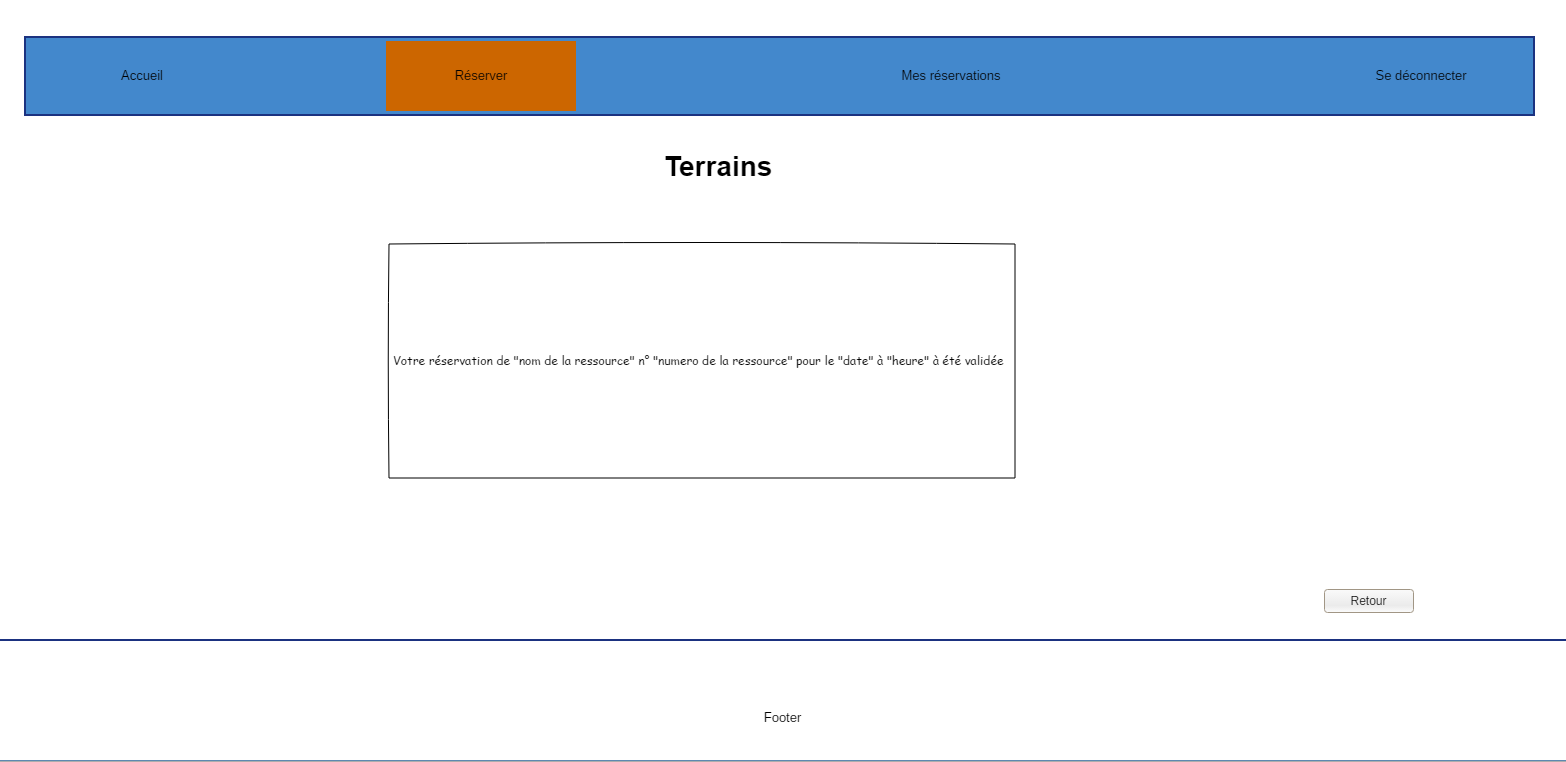 Accueil Réserver Mes réservations Se déconnecter
Terrains
Votre réservation de "nom de la ressource" n° "numero de la ressource" pour le "date" à "heure" à été validée
Retour
Footer